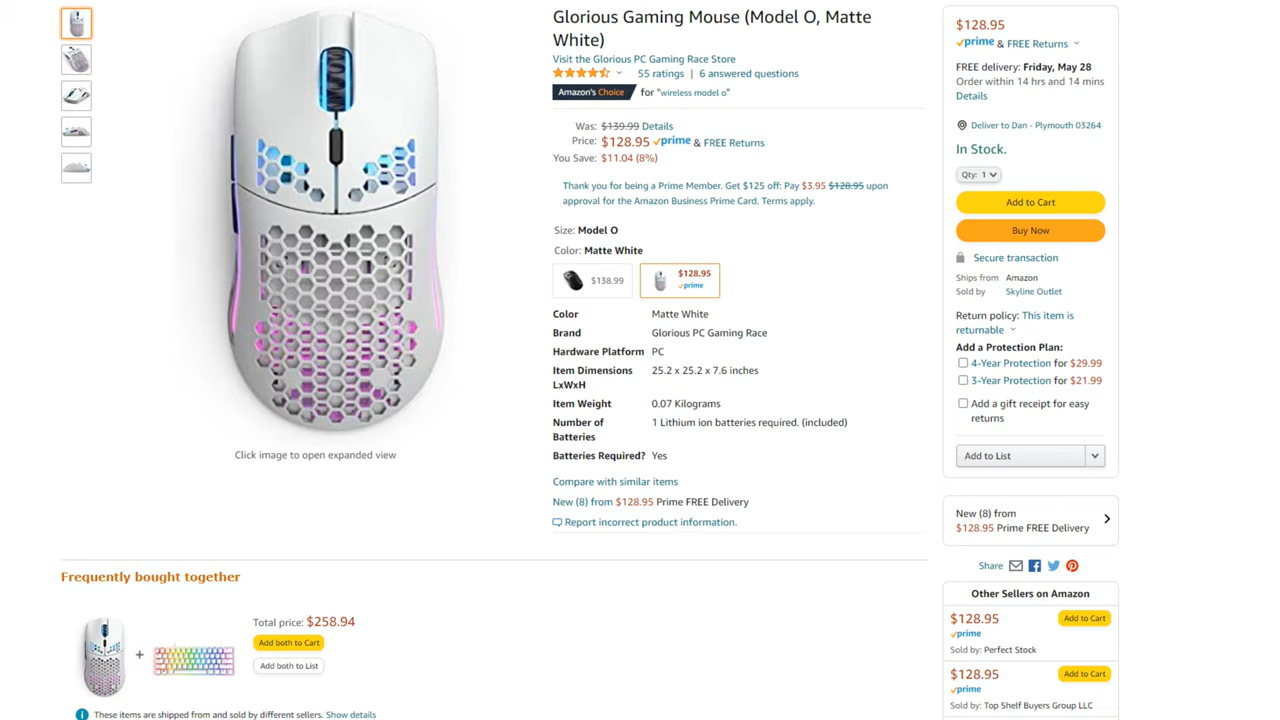 Glorious Gaming Mouse (Model O, Matte
White)
Visit the Glorious PC Gaming Race Store
55 ratings | 6 answered questions
Amazon's Choice for "wireless model o"
Was: $139.99 Details
Price: $128.95 prime & FREE Returns
You Save: $11.04 (8%)
Thank you for being a Prime Member. Get $125 off: Pay $3.95 $128.95 upon
approval for the Amazon Business Prime Card. Terms apply.
Size: Model O
Color: Matte White
$138.99
$128.95
prime
Color Matte White
Brand Glorious PC Gaming Race
Hardware Platform PC
Item Dimensions 25.2 x 25.2 x 7.6 inches
LxWxH
Item Weight 0.07 Kilograms
Number of 1 Lithium ion batteries required. (included)
Batteries
Batteries Required? Yes
Compare with similar items
New (8) from $128.95 Prime FREE Delivery
Report incorrect product information.
Click image to open expanded view
$128.95
prime & FREE Returns
FREE delivery: Friday, May 28
Order within 14 hrs and 14 mins
Details
Deliver to Dan - Plymouth 03264
In Stock.
Qty: 1
Add to Cart
Buy Now
Secure transaction
Ships from Amazon
Sold by Skyline Outlet
Return policy: This item is
returnable
Add a Protection Plan:
4-Year Protection for $29.99
3-Year Protection for $21.99
Add a gift receipt for easy
returns
Add to List
New (8) from
$128.95 Prime FREE Delivery
Share
Other Sellers on Amazon
$128.95 Add to Cart
prime
Sold by: Perfect Stock
$128.95 Add to Cart
prime
Sold by: Top Shelf Buyers Group LLC
Frequently bought together
Total price: $258.94
Add both to Cart
Add both to List
These items are shipped from and sold by different sellers. Show details